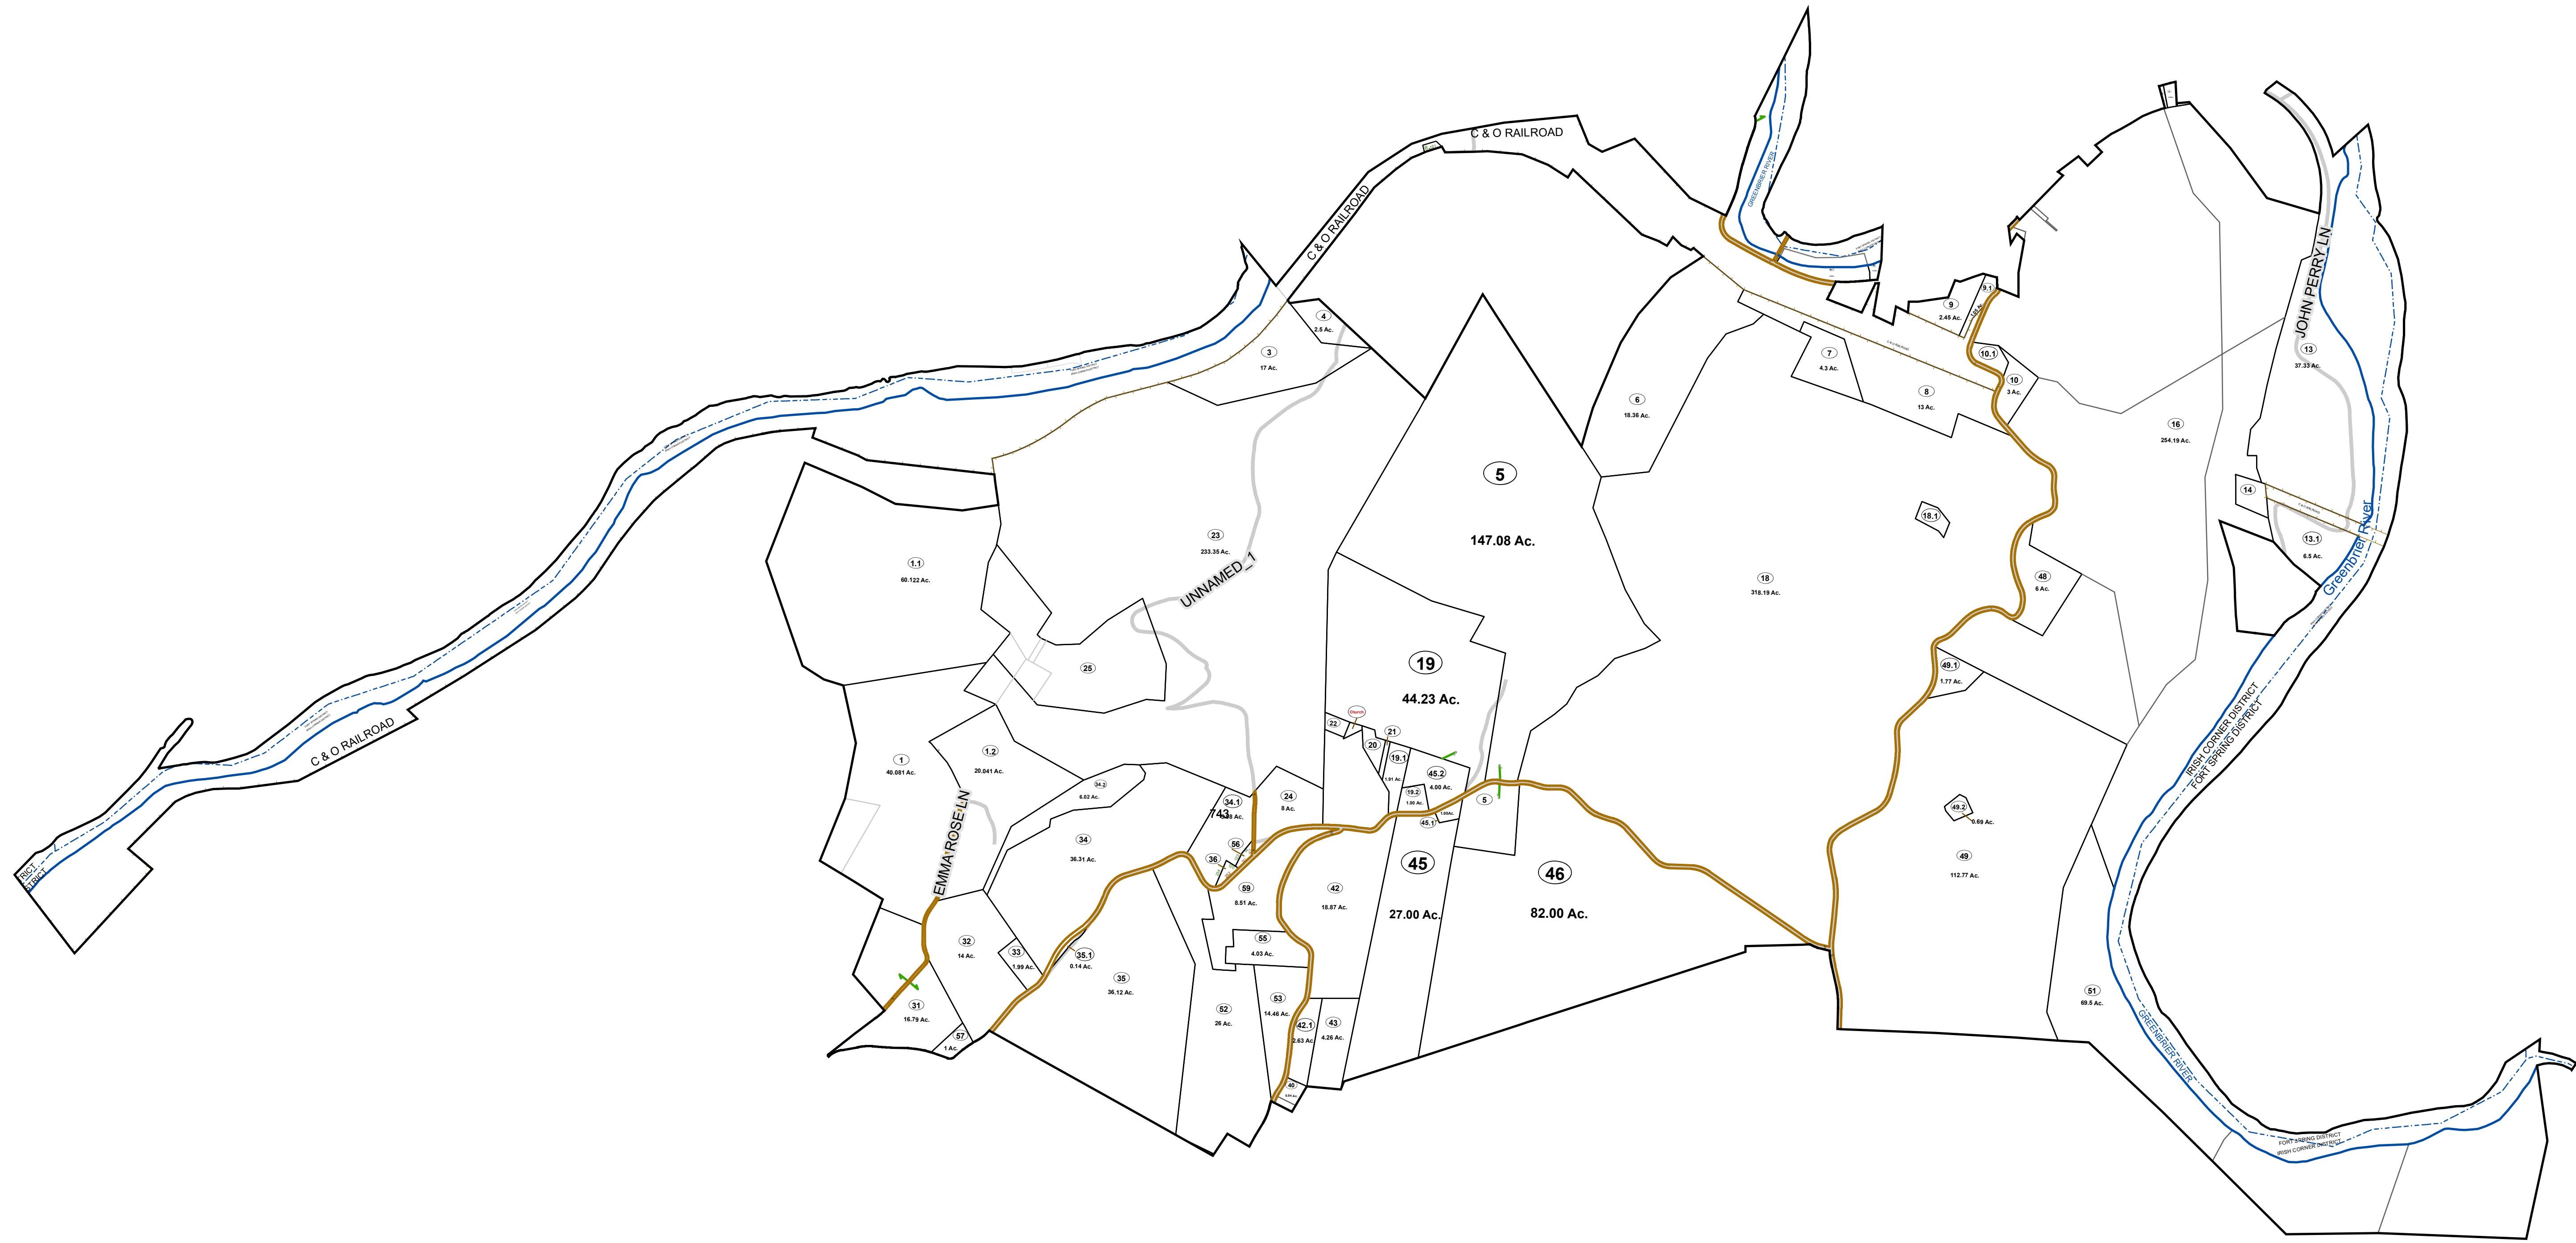 C & O RAILROAD
C & O RAILROAD
GREENBRIER RIVER
JOHN PERRY LN
4
2.5 Ac.
3
17 Ac.
9
2.45 Ac.
9.1
C & O RAILROAD
7
4.3 Ac.
10.1
10
3 Ac.
8
13 Ac.
6
18.36 Ac.
13
37.33 Ac.
16
254.19 Ac.
5
147.08 Ac.
14
C & O RAILROAD
18.1
23
233.35 Ac.
13.1
6.5 Ac.
Greenbrier River
1.1
60.122 Ac.
UNNAMED_1
18
318.19 Ac.
48
6 Ac.
25
19
44.23 Ac.
49.1
1.77 Ac.
IRISH CORNER DISTRICT
FORT SPRING DISTRICT
C & O RAILROAD
Church
22
21
20
19.1
1.91 Ac.
1
40.081 Ac.
1.2
20.041 Ac.
34.2
6.02 Ac.
45.2
4.00 Ac.
19.2
1.00 Ac.
45.1
1.00Ac.
5
34.1
743
24
8 Ac.
49.2
0.69 Ac.
EMMA ROSE LN
34
36.31 Ac.
56
36
59
8.51 Ac.
42
18.87 Ac.
45
27.00 Ac.
46
82.00 Ac.
49
112.77 Ac.
RICT
STRICT
32
14 Ac.
33
1.99 Ac.
35.1
0.14 Ac.
35
36.12 Ac.
55
4.03 Ac.
52
26 Ac.
53
14.46 Ac.
42.1
2.63 Ac.
43
4.26 Ac.
51
69.5 Ac.
31
16.79 Ac.
57
1 Ac.
40
GREENBRIER RIVER
FORT SPRING DISTRICT
IRISH CORNER DISTRICT